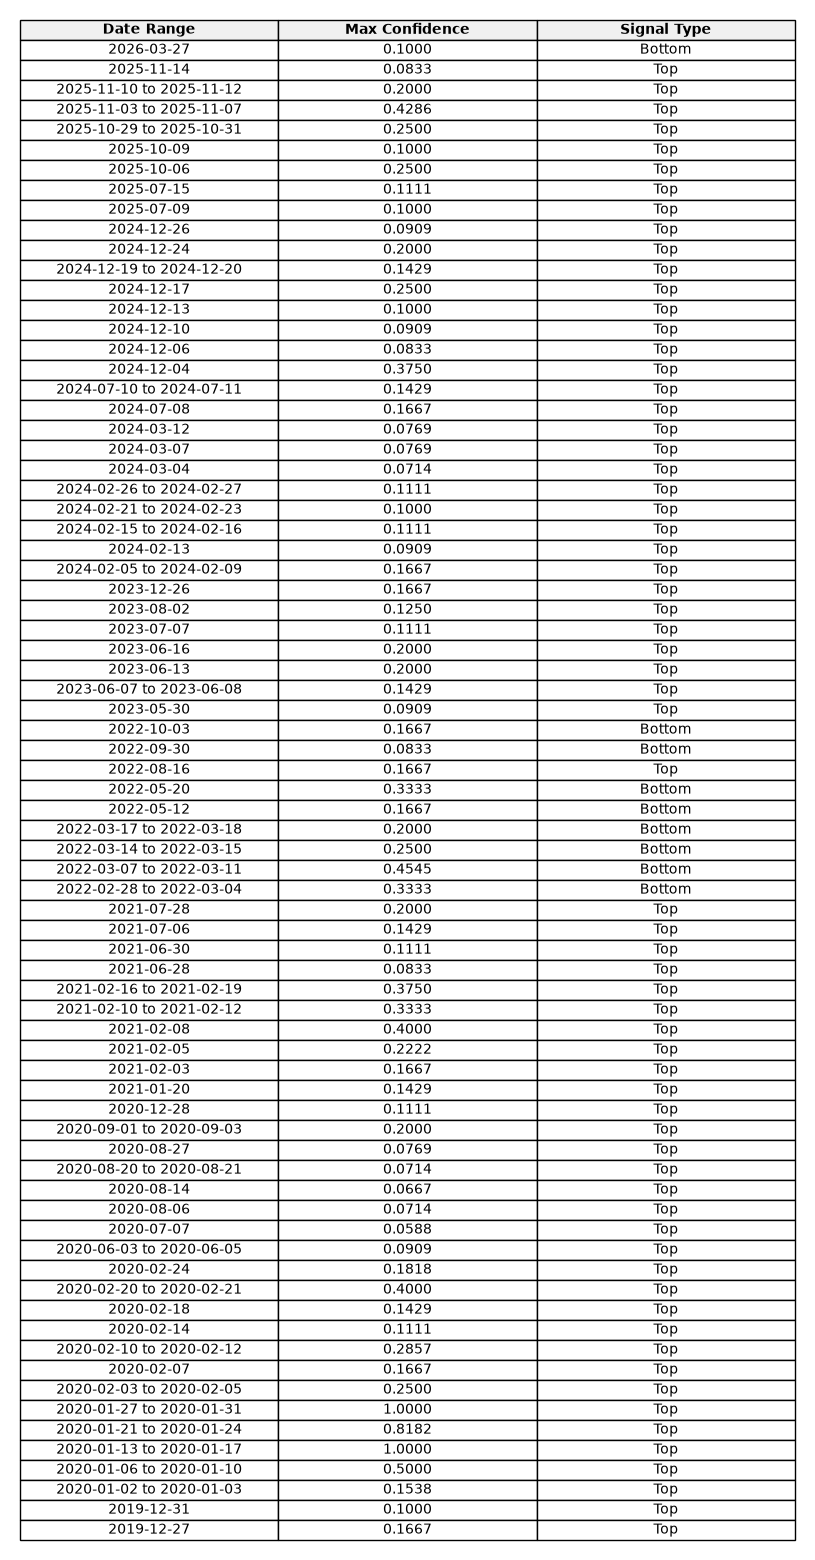 Date Range Max Confidence Signal Type
2026-03-27 0.1000 Bottom
2025-11-14 0.0833 Top
2025-11-10 to 2025-11-12 0.2000 Top
2025-11-03 to 2025-11-07 0.4286 Top
2025-10-29 to 2025-10-31 0.2500 Top
2025-10-09 0.1000 Top
2025-10-06 0.2500 Top
2025-07-15 0.1111 Top
2025-07-09 0.1000 Top
2024-12-26 0.0909 Top
2024-12-24 0.2000 Top
2024-12-19 to 2024-12-20 0.1429 Top
2024-12-17 0.2500 Top
2024-12-13 0.1000 Top
2024-12-10 0.0909 Top
2024-12-06 0.0833 Top
2024-12-04 0.3750 Top
2024-07-10 to 2024-07-11 0.1429 Top
2024-07-08 0.1667 Top
2024-03-12 0.0769 Top
2024-03-07 0.0769 Top
2024-03-04 0.0714 Top
2024-02-26 to 2024-02-27 0.1111 Top
2024-02-21 to 2024-02-23 0.1000 Top
2024-02-15 to 2024-02-16 0.1111 Top
2024-02-13 0.0909 Top
2024-02-05 to 2024-02-09 0.1667 Top
2023-12-26 0.1667 Top
2023-08-02 0.1250 Top
2023-07-07 0.1111 Top
2023-06-16 0.2000 Top
2023-06-13 0.2000 Top
2023-06-07 to 2023-06-08 0.1429 Top
2023-05-30 0.0909 Top
2022-10-03 0.1667 Bottom
2022-09-30 0.0833 Bottom
2022-08-16 0.1667 Top
2022-05-20 0.3333 Bottom
2022-05-12 0.1667 Bottom
2022-03-17 to 2022-03-18 0.2000 Bottom
2022-03-14 to 2022-03-15 0.2500 Bottom
2022-03-07 to 2022-03-11 0.4545 Bottom
2022-02-28 to 2022-03-04 0.3333 Bottom
2021-07-28 0.2000 Top
2021-07-06 0.1429 Top
2021-06-30 0.1111 Top
2021-06-28 0.0833 Top
2021-02-16 to 2021-02-19 0.3750 Top
2021-02-10 to 2021-02-12 0.3333 Top
2021-02-08 0.4000 Top
2021-02-05 0.2222 Top
2021-02-03 0.1667 Top
2021-01-20 0.1429 Top
2020-12-28 0.1111 Top
2020-09-01 to 2020-09-03 0.2000 Top
2020-08-27 0.0769 Top
2020-08-20 to 2020-08-21 0.0714 Top
2020-08-14 0.0667 Top
2020-08-06 0.0714 Top
2020-07-07 0.0588 Top
2020-06-03 to 2020-06-05 0.0909 Top
2020-02-24 0.1818 Top
2020-02-20 to 2020-02-21 0.4000 Top
2020-02-18 0.1429 Top
2020-02-14 0.1111 Top
2020-02-10 to 2020-02-12 0.2857 Top
2020-02-07 0.1667 Top
2020-02-03 to 2020-02-05 0.2500 Top
2020-01-27 to 2020-01-31 1.0000 Top
2020-01-21 to 2020-01-24 0.8182 Top
2020-01-13 to 2020-01-17 1.0000 Top
2020-01-06 to 2020-01-10 0.5000 Top
2020-01-02 to 2020-01-03 0.1538 Top
2019-12-31 0.1000 Top
2019-12-27 0.1667 Top